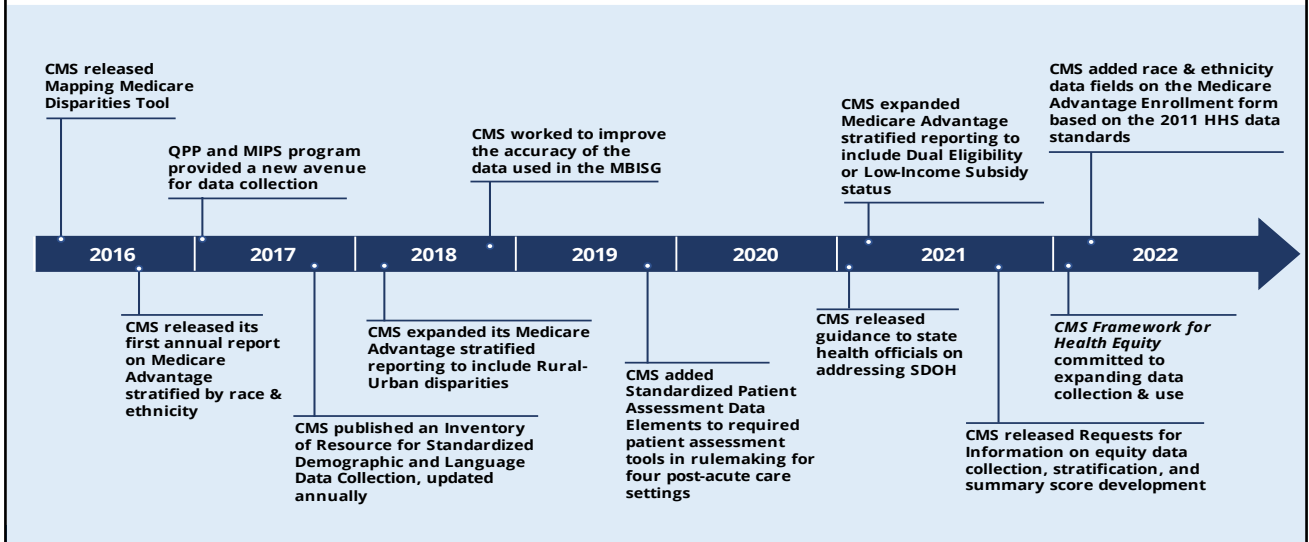 CMS released
Mapping Medicare
Disparities Tool
QPP and MIPS program
provided a new avenue
for data collection
CMS worked to improve
the accuracy of the
data used in the MBISG
CMS expanded
Medicare Advantage
stratified reporting to
include Dual Eligibility
or Low-Income Subsidy
status
CMS added race & ethnicity
data fields on the Medicare
Advantage Enrollment form
based on the 2011 HHS data
standards
2016
2017
2018
2019
2020
2021
2022
CMS released its
first annual report
on Medicare
Advantage
stratified by race &
ethnicity
CMS published an Inventory
of Resource for Standardized
Demographic and Language
Data Collection, updated
annually
CMS expanded its Medicare
Advantage stratified
reporting to include Rural-
Urban disparities
CMS added
Standardized Patient
Assessment Data
Elements to required
patient assessment
tools in rulemaking for
four post-acute care
settings
CMS released
guidance to state
health officials on
addressing SDOH
CMS released Requests for
Information on equity data
collection, stratification, and
summary score development
CMS Framework for
Health Equity
committed to
expanding data
collection & use